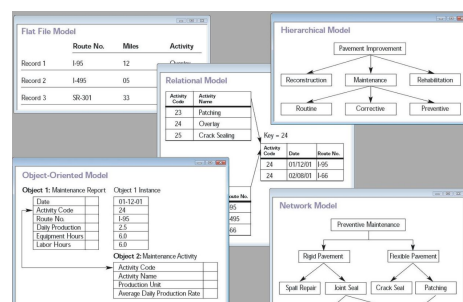 Flat File Model
Route No. Miles Activity
Record 1 I-95 12 Overlay
Record 2 I-495 05
Record 3 SR-301 33
Hierarchical Model
Pavement Improvement
Reconstruction Maintenance Rehabilitation
Routine Corrective Preventive
Relational Model
Activity Code Activity Name
23 Patching
24 Overlay
25 Crack Sealing
Key = 24
Activity Code Date Route No.
24 01/12/01 I-95
24 02/08/01 I-66
Route No.
I-95
I-495
I-66
Object-Oriented Model
Object 1: Maintenance Report Object 1 Instance
Date 01-12-01
Activity Code 24
Route No. I-95
Daily Production 2.5
Equipment Hours 6.0
Labor Hours 6.0
Object 2: Maintenance Activity
Activity Code
Activity Name
Production Unit
Average Daily Production Rate
Network Model
Preventive Maintenance
Rigid Pavement Flexible Pavement
Spall Repair Joint Seal Crack Seal Patching